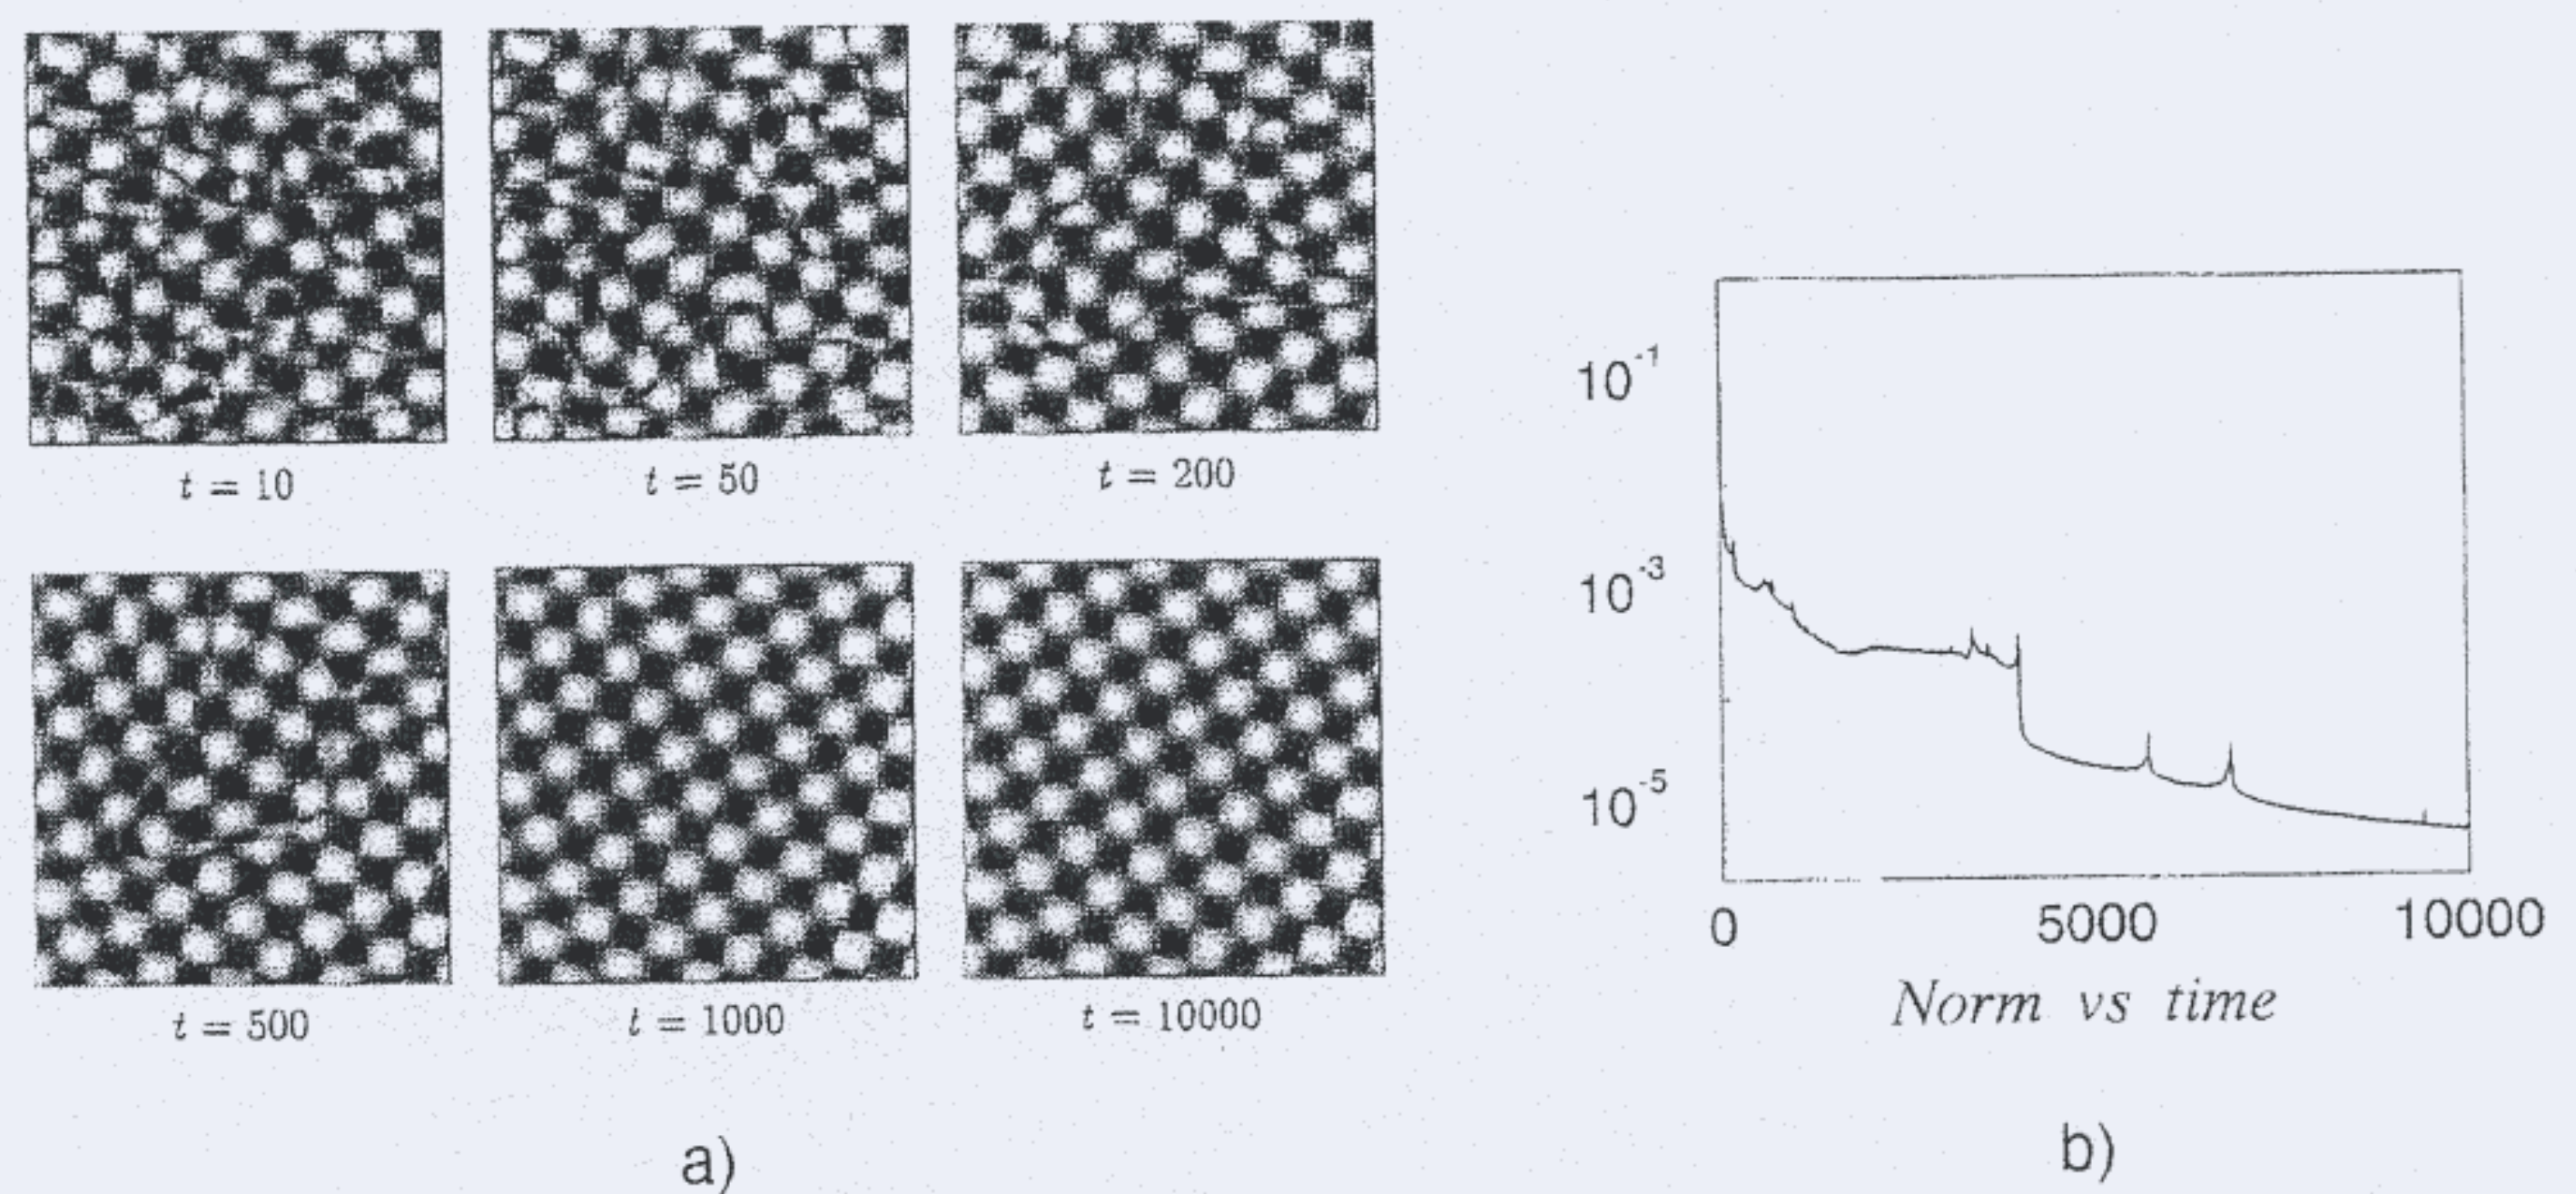 t = 10
t = 50
t = 200
t = 500
t = 1000
t = 10000
a)
10⁻¹
10⁻³
10⁻⁵
0 5000 10000
Norm vs time
b)